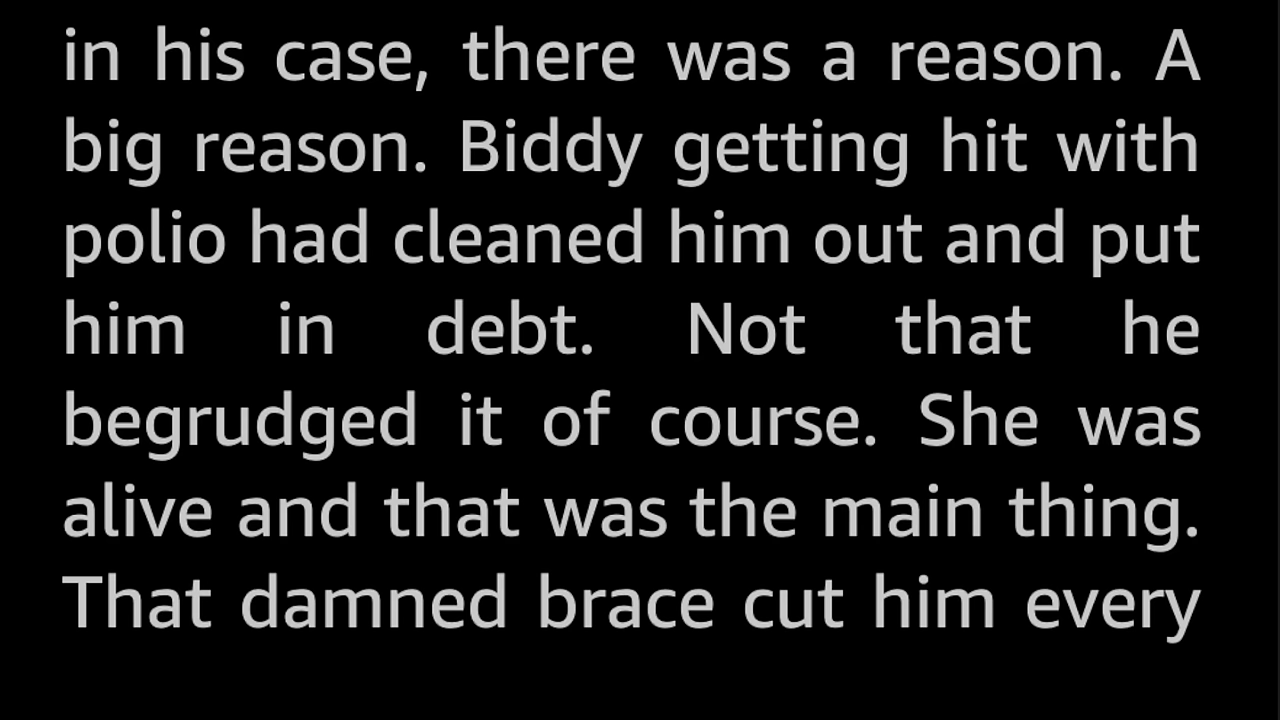 in his case, there was a reason. A
big reason. Biddy getting hit with
polio had cleaned him out and put
him in debt. Not that he
begrudged it of course. She was
alive and that was the main thing.
That damned brace cut him every